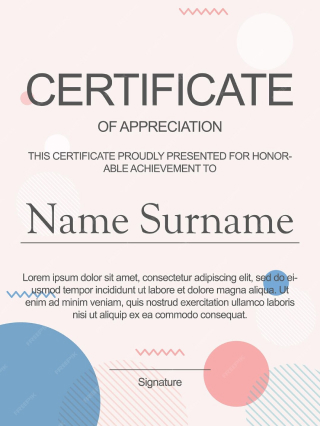 CERTIFICATE
OF APPRECIATION
THIS CERTIFICATE PROUDLY PRESENTED FOR HONOR-
ABLE ACHIEVEMENT TO
Name Surname
Lorem ipsum dolor sit amet, consectetur adipiscing elit, sed do ei-
usmod tempor incididunt ut labore et dolore magna aliqua. Ut
enim ad minim veniam, quis nostrud exercitation ullamco laboris
nisi ut aliquip ex ea commodo consequat.
Signature